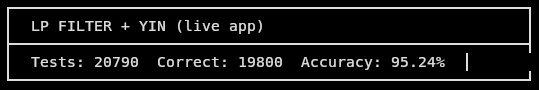 LP FILTER + YIN (live app)
Tests: 20790  Correct: 19800  Accuracy: 95.24%